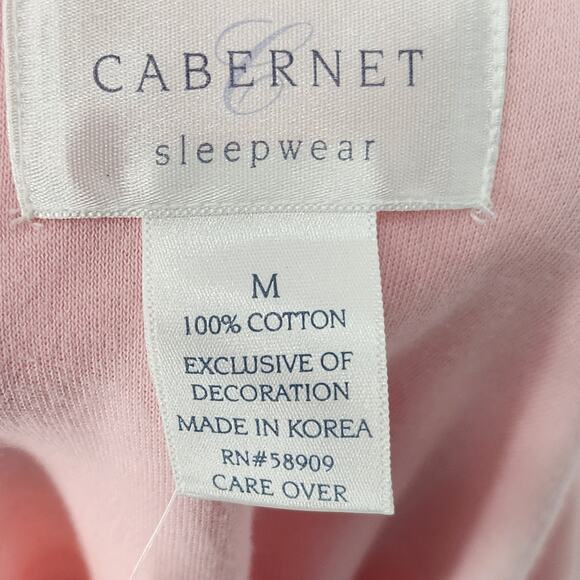 CABERNET
sleepwear
M
100% COTTON
EXCLUSIVE OF
DECORATION
MADE IN KOREA
RN#58909
CARE OVER